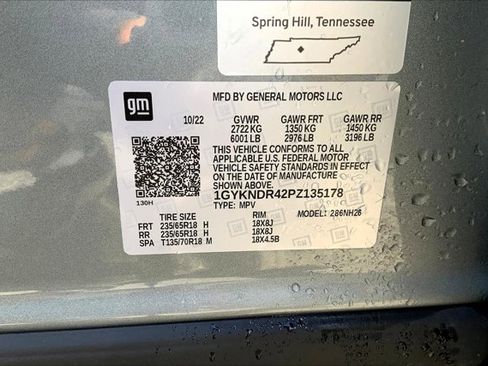 Spring Hill, Tennessee
gm
MFD BY GENERAL MOTORS LLC
10/22 GVWR GAWR FRT GAWR RR
2722 KG 1350 KG 1450 KG
6001 LB 2976 LB 3196 LB
THIS VEHICLE CONFORMS TO ALL
APPLICABLE U.S. FEDERAL MOTOR
VEHICLE SAFETY STANDARDS IN EFFECT
ON THE DATE OF MANUFACTURE
SHOWN ABOVE.
1GYKNDR42PZ135178
130H TYPE: MPV MODEL: 286NH26
TIRE SIZE RIM
FRT 235/65R18 H 18X8J
RR 235/65R18 H 18X8J
SPA T135/70R18 M 18X4.5B